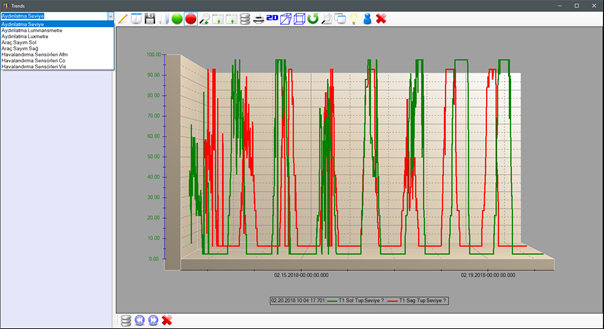 Trends
Aydınlatma Seviye
Aydınlatma Seviye
Aydınlatma Luminansmetre
Aydınlatma Luxmetre
Araç Sayım Sol
Araç Sayım Sağ
Havalandırma Sensörleri Afm
Havalandırma Sensörleri Co
Havalandırma Sensörleri Vis
2D
100.00
90.00
80.00
70.00
60.00
50.00
40.00
30.00
20.00
10.00
0.00
02.15.2018-00:00:00.000
02.19.2018-00:00:00.000
02.20.2018 10:04:17.701 T1 Sol Tup Seviye ? T1 Sag Tup Seviye ?